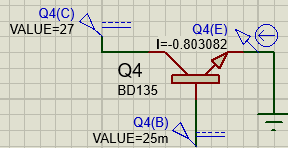 Q4(C)
VALUE=27
Q4(E)
I=-0.803082
Q4
BD135
Q4(B)
VALUE=25m